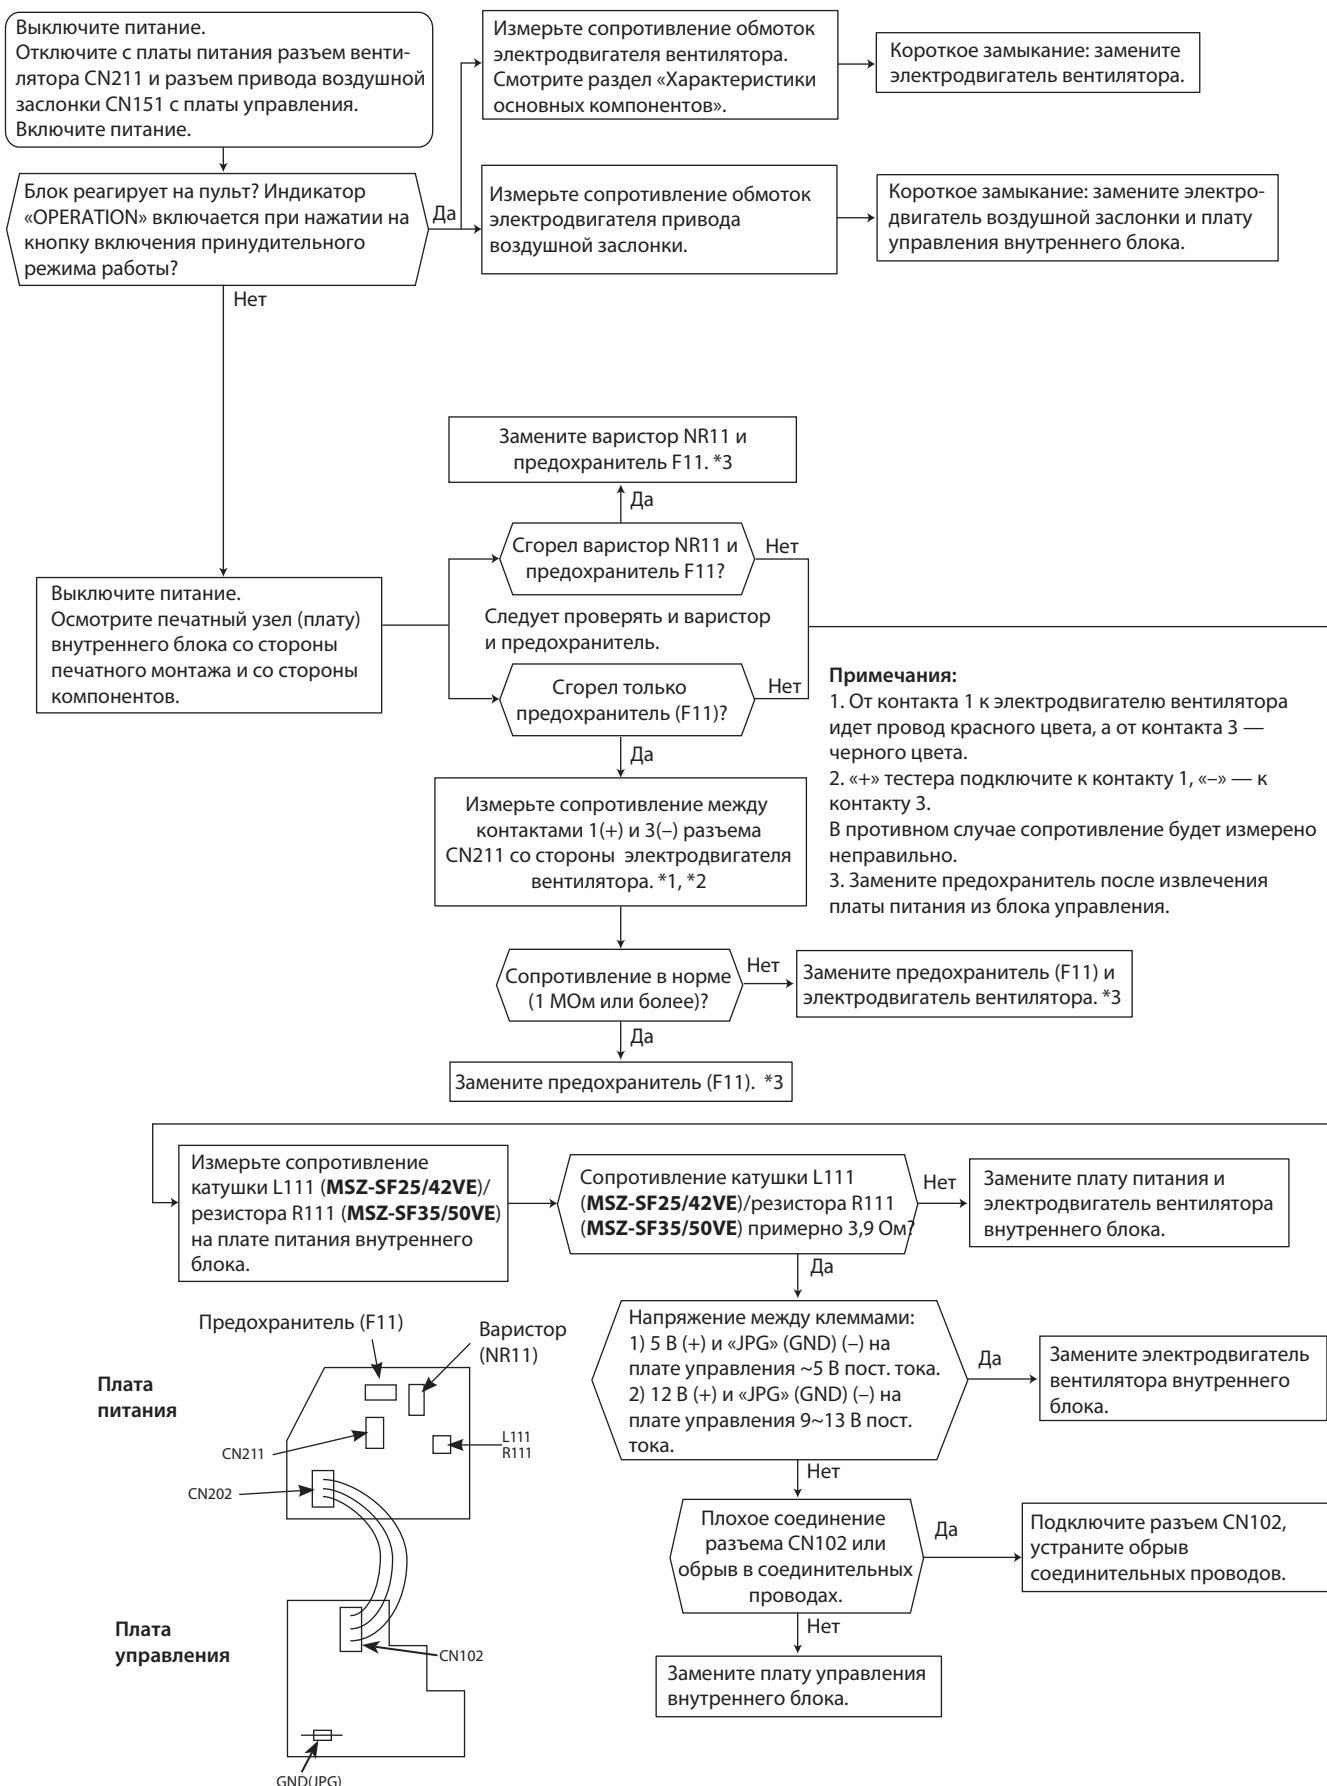 Выключите питание.
Отключите с платы питания разъем венти-
лятора CN211 и разъем привода воздушной
заслонки CN151 с платы управления.
Включите питание.
Измерьте сопротивление обмоток
электродвигателя вентилятора.
Смотрите раздел «Характеристики
основных компонентов».
Короткое замыкание: замените
электродвигатель вентилятора.
Блок реагирует на пульт? Индикатор
«OPERATION» включается при нажатии на
кнопку включения принудительного
режима работы?
Да
Измерьте сопротивление обмоток
электродвигателя привода
воздушной заслонки.
Короткое замыкание: замените электро-
двигатель воздушной заслонки и плату
управления внутреннего блока.
Нет
Замените варистор NR11 и
предохранитель F11. *3
Да
Сгорел варистор NR11 и
предохранитель F11?
Нет
Выключите питание.
Осмотрите печатный узел (плату)
внутреннего блока со стороны
печатного монтажа и со стороны
компонентов.
Следует проверять и варистор
и предохранитель.
Сгорел только
предохранитель (F11)?
Нет
Да
Примечания:
1. От контакта 1 к электродвигателю вентилятора
идет провод красного цвета, а от контакта 3 —
черного цвета.
2. «+» тестера подключите к контакту 1, «–» — к
контакту 3.
В противном случае сопротивление будет измерено
неправильно.
3. Замените предохранитель после извлечения
платы питания из блока управления.
Измерьте сопротивление между
контактами 1(+) и 3(–) разъема
CN211 со стороны электродвигателя
вентилятора. *1, *2
Сопротивление в норме
(1 МОм или более)?
Нет
Замените предохранитель (F11) и
электродвигатель вентилятора. *3
Да
Замените предохранитель (F11). *3
Измерьте сопротивление
катушки L111 (MSZ-SF25/42VE)/
резистора R111 (MSZ-SF35/50VE)
на плате питания внутреннего
блока.
Сопротивление катушки L111
(MSZ-SF25/42VE)/резистора R111
(MSZ-SF35/50VE) примерно 3,9 Ом?
Нет
Замените плату питания и
электродвигатель вентилятора
внутреннего блока.
Да
Напряжение между клеммами:
1) 5 В (+) и «JPG» (GND) (–) на
плате управления ~5 В пост. тока.
2) 12 В (+) и «JPG» (GND) (–) на
плате управления 9~13 В пост.
тока.
Да
Замените электродвигатель
вентилятора внутреннего
блока.
Нет
Плохое соединение
разъема CN102 или
обрыв в соединительных
проводах.
Да
Подключите разъем CN102,
устраните обрыв
соединительных проводов.
Нет
Замените плату управления
внутреннего блока.
Предохранитель (F11)
Варистор
(NR11)
Плата
питания
CN211
L111
R111
CN202
Плата
управления
CN102
GND(JPG)